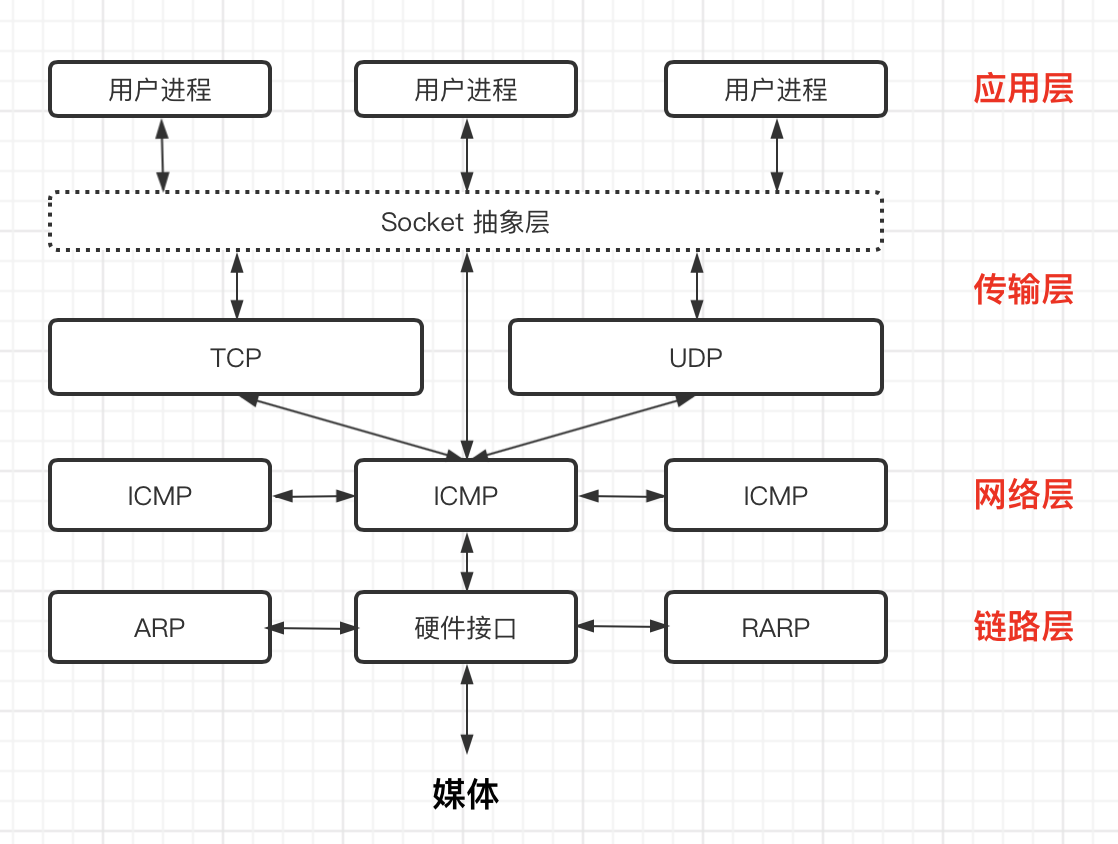 用户进程
用户进程
用户进程
应用层
Socket 抽象层
传输层
TCP
UDP
ICMP
ICMP
ICMP
网络层
ARP
硬件接口
RARP
链路层
媒体